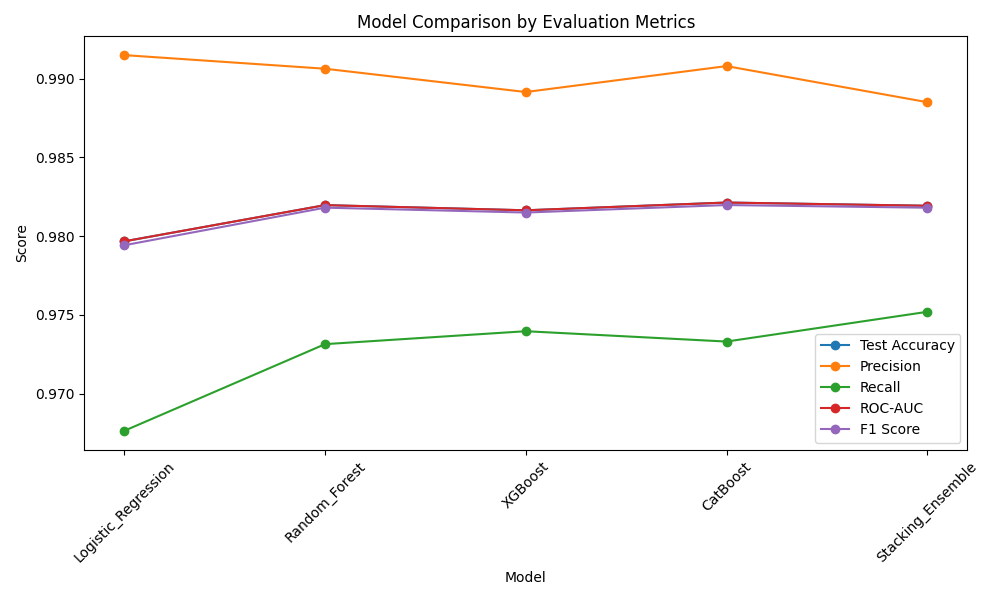 Model Comparison by Evaluation Metrics
0.990
0.985
0.980
0.975
0.970
Score
Test Accuracy
Precision
Recall
ROC-AUC
F1 Score
Logistic_Regression
Random_Forest
XGBoost
CatBoost
Stacking_Ensemble
Model